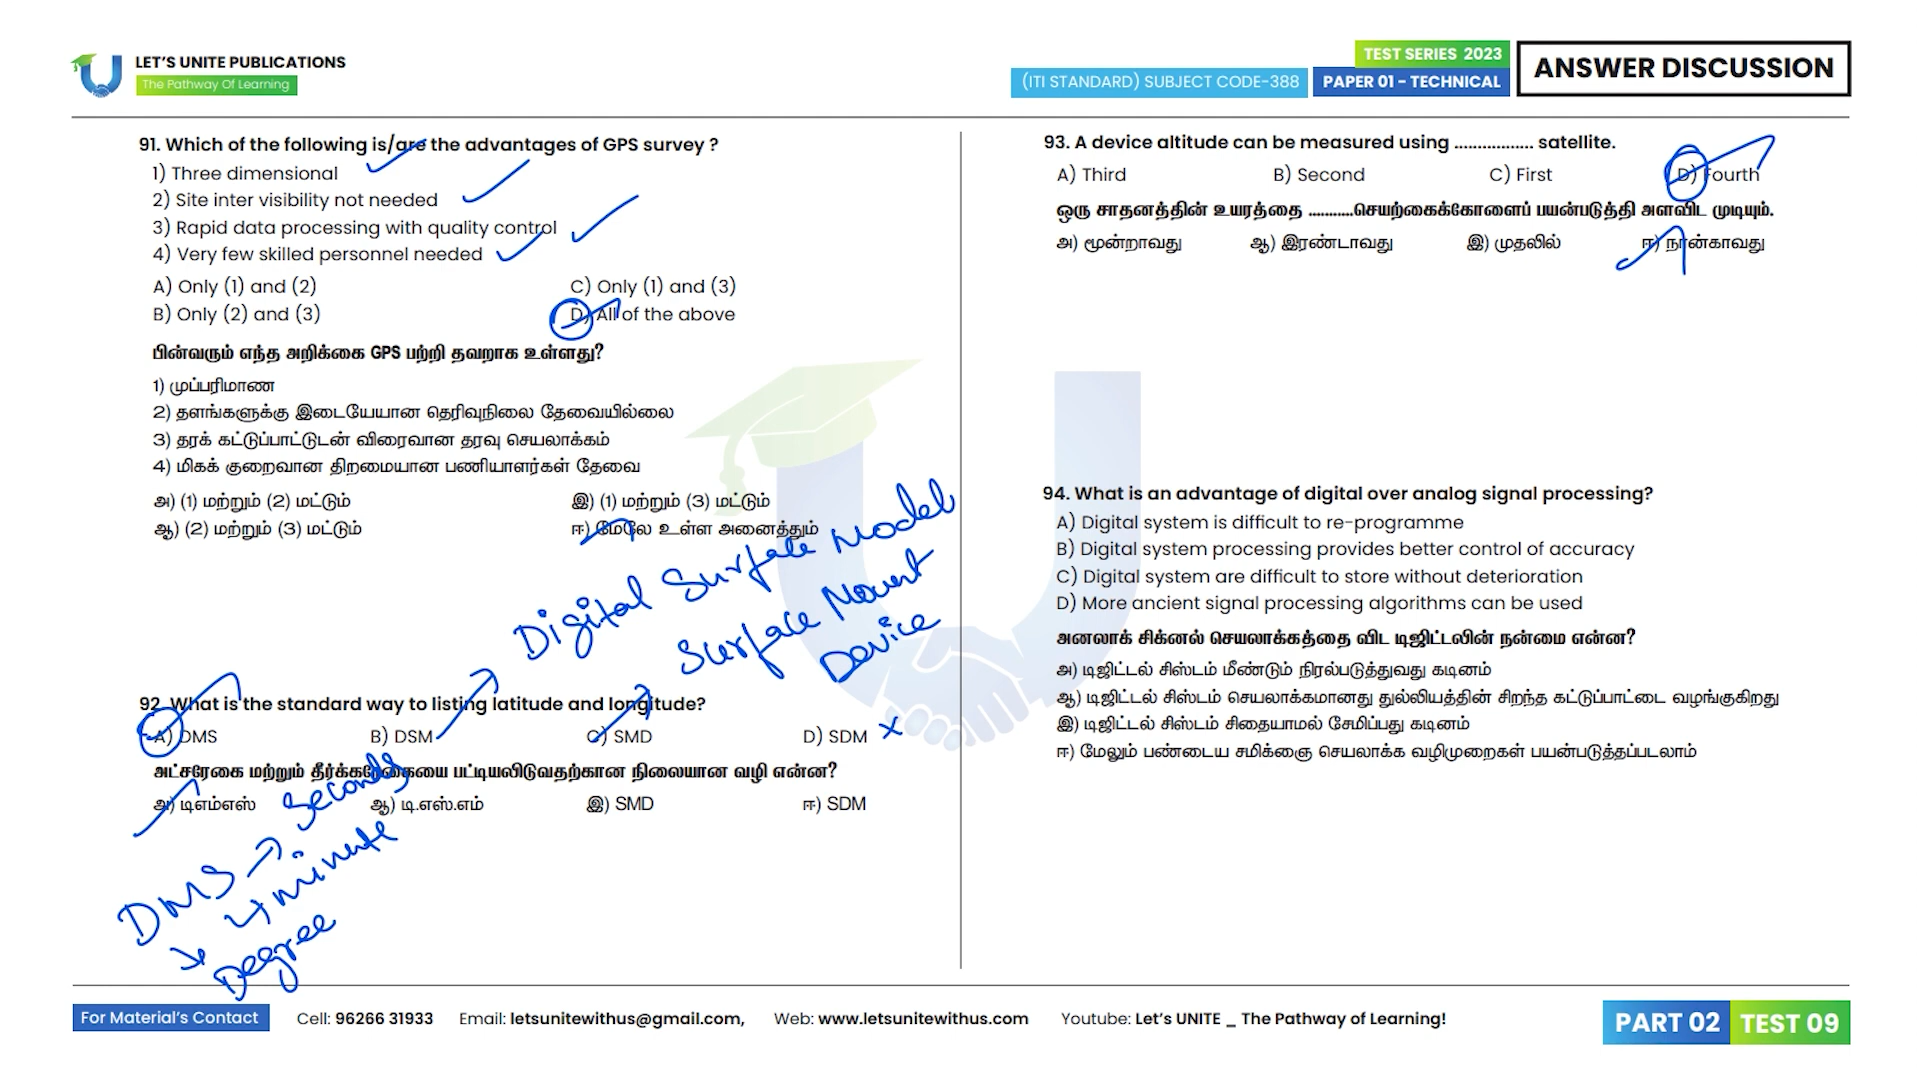 LET'S UNITE PUBLICATIONS
The Pathway Of Learning
TEST SERIES 2023
(ITI STANDARD) SUBJECT CODE-388
PAPER 01 - TECHNICAL
ANSWER DISCUSSION
91. Which of the following is/are the advantages of GPS survey ?
1) Three dimensional
2) Site inter visibility not needed
3) Rapid data processing with quality control
4) Very few skilled personnel needed
A) Only (1) and (2)
C) Only (1) and (3)
B) Only (2) and (3)
D) All of the above
பின்வரும் எந்த அறிக்கை GPS பற்றி தவறாக உள்ளது?
1) முப்பரிமாண
2) தளங்களுக்கு இடையேயான தெரிவுநிலை தேவையில்லை
3) தரக் கட்டுப்பாட்டுடன் விரைவான தரவு செயலாக்கம்
4) மிகக் குறைவான திறமையான பணியாளர்கள் தேவை
அ) (1) மற்றும் (2) மட்டும்
இ) (1) மற்றும் (3) மட்டும்
ஆ) (2) மற்றும் (3) மட்டும்
ஈ) மேலே உள்ள அனைத்தும்
Digital Surface Model
Surface Mount
Device
92. What is the standard way to listing latitude and longitude?
A) DMS
B) DSM
C) SMD
D) SDM
அட்சரேகை மற்றும் தீர்க்கரேகையை பட்டியலிடுவதற்கான நிலையான வழி என்ன?
அ) டிஎம்எஸ்
ஆ) டி.எஸ்.எம்
இ) SMD
ஈ) SDM
Seconds
DMS
minute
Degree
93. A device altitude can be measured using ................. satellite.
A) Third
B) Second
C) First
D) Fourth
ஒரு சாதனத்தின் உயரத்தை ...........செயற்கைக்கோளைப் பயன்படுத்தி அளவிட முடியும்.
அ) மூன்றாவது
ஆ) இரண்டாவது
இ) முதலில்
ஈ) நான்காவது
94. What is an advantage of digital over analog signal processing?
A) Digital system is difficult to re-programme
B) Digital system processing provides better control of accuracy
C) Digital system are difficult to store without deterioration
D) More ancient signal processing algorithms can be used
அனலாக் சிக்னல் செயலாக்கத்தை விட டிஜிட்டலின் நன்மை என்ன?
அ) டிஜிட்டல் சிஸ்டம் மீண்டும் நிரல்படுத்துவது கடினம்
ஆ) டிஜிட்டல் சிஸ்டம் செயலாக்கமானது துல்லியத்தின் சிறந்த கட்டுப்பாட்டை வழங்குகிறது
இ) டிஜிட்டல் சிஸ்டம் சிதையாமல் சேமிப்பது கடினம்
ஈ) மேலும் பண்டைய சமிக்ஞை செயலாக்க வழிமுறைகள் பயன்படுத்தப்படலாம்
For Material's Contact
Cell: 96266 31933
Email: letsunitewithus@gmail.com,
Web: www.letsunitewithus.com
Youtube: Let's UNITE _ The Pathway of Learning!
PART 02
TEST 09